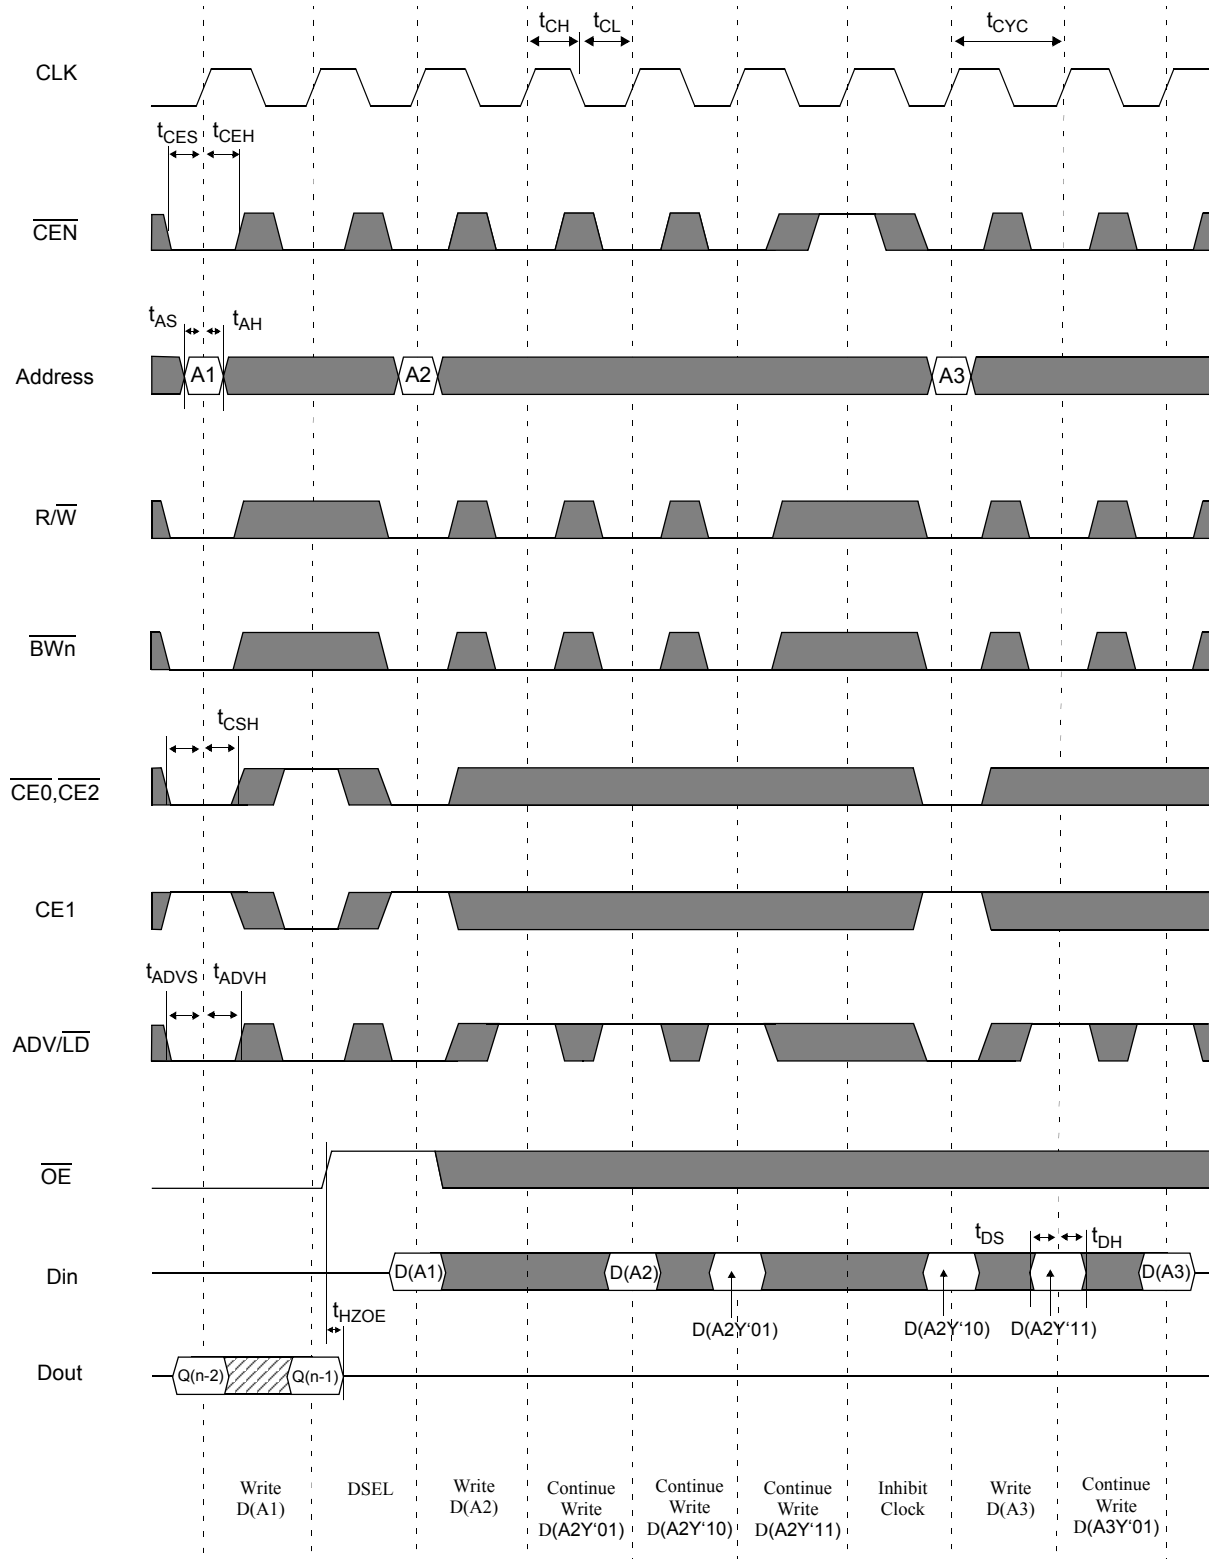 tCH tCL tCYC
CLK
tCES tCEH
CEN
tAS tAH
Address A1 A2 A3
R/W
BWn
tCSH
CE0,CE2
CE1
tADVS tADVH
ADV/LD
OE
tDS tDH
Din D(A1) D(A2) D(A3)
tHZOE D(A2Y‘01) D(A2Y‘10) D(A2Y‘11)
Dout Q(n-2) Q(n-1)
Write
D(A1)
DSEL
Write
D(A2)
Continue
Write
D(A2Y‘01)
Continue
Write
D(A2Y‘10)
Continue
Write
D(A2Y‘11)
Inhibit
Clock
Write
D(A3)
Continue
Write
D(A3Y‘01)